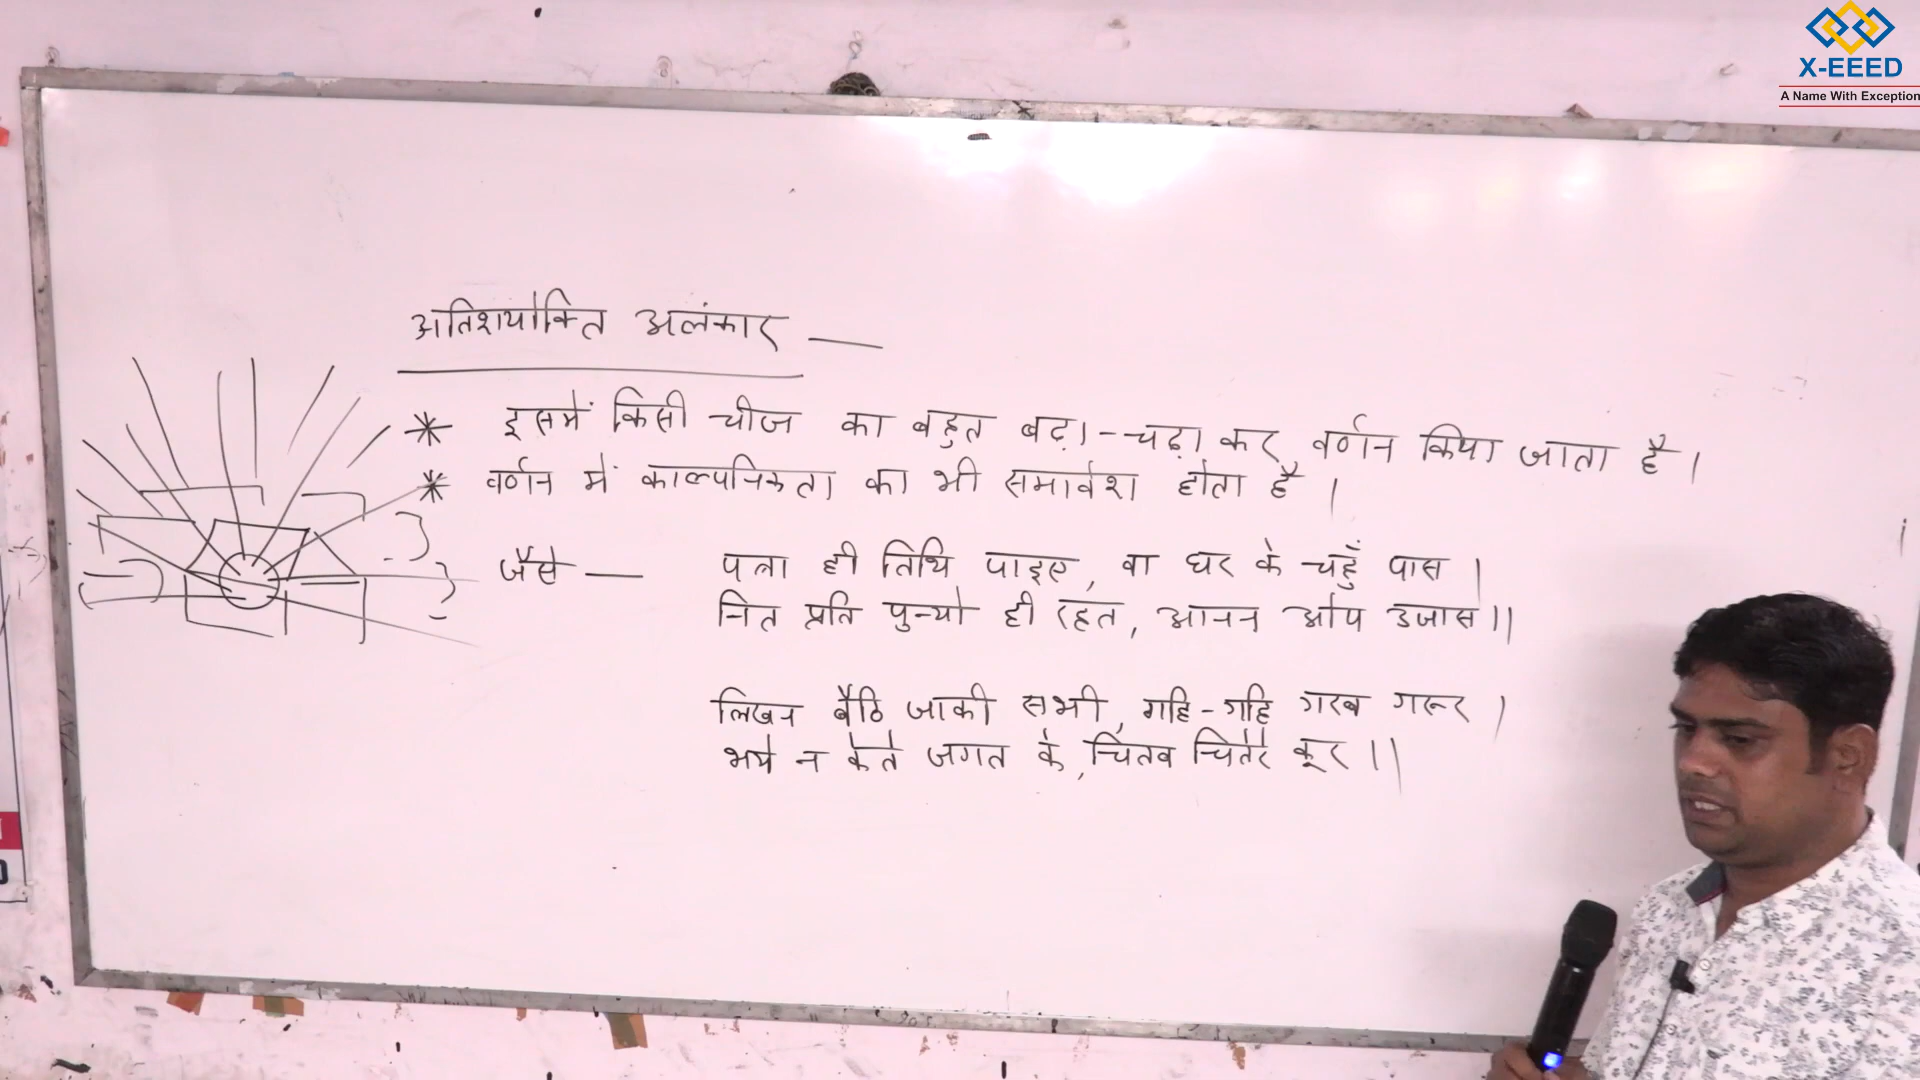 X-EEED
A Name With Exception
अतिशयोक्ति अलंकार —
* इसमें किसी चीज का बहुत बढ़ा-चढ़ा कर वर्णन किया जाता है।
* वर्णन में काल्पनिकता का भी समावेश होता है।
जैसे — पत्रा ही तिथि पाइए, वा घर के चहुँ पास।
नित प्रति पुन्यो ही रहत, आनन ओप उजास॥
लिखन बैठि जाकी सभी, गहि-गहि गरब गरूर।
भये न केते जगत के, चितव चितेरे कूर॥